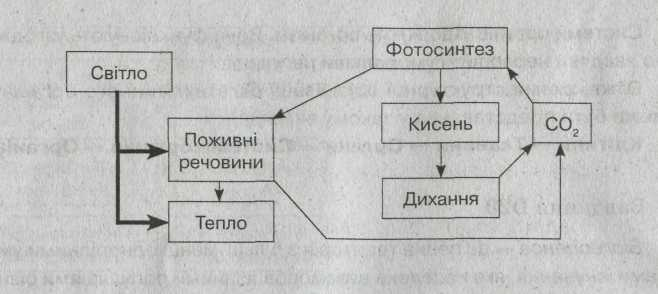 Фотосинтез
Світло
Поживні
речовини
Кисень
CO₂
Дихання
Тепло